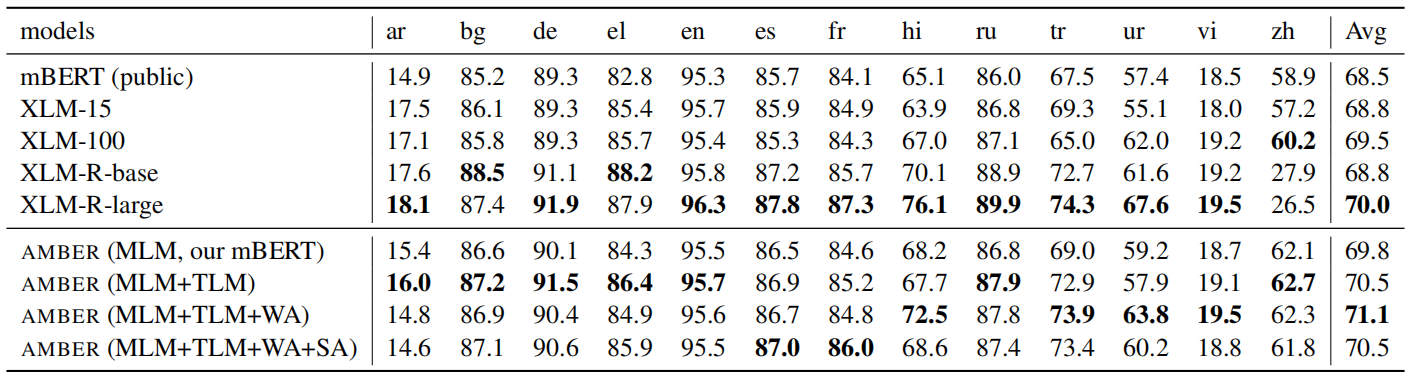 models ar bg de el en es fr hi ru tr ur vi zh Avg
mBERT (public) 14.9 85.2 89.3 82.8 95.3 85.7 84.1 65.1 86.0 67.5 57.4 18.5 58.9 68.5
XLM-15 17.5 86.1 89.3 85.4 95.7 85.9 84.9 63.9 86.8 69.3 55.1 18.0 57.2 68.8
XLM-100 17.1 85.8 89.3 85.7 95.4 85.3 84.3 67.0 87.1 65.0 62.0 19.2 60.2 69.5
XLM-R-base 17.6 88.5 91.1 88.2 95.8 87.2 85.7 70.1 88.9 72.7 61.6 19.2 27.9 68.8
XLM-R-large 18.1 87.4 91.9 87.9 96.3 87.8 87.3 76.1 89.9 74.3 67.6 19.5 26.5 70.0
AMBER (MLM, our mBERT) 15.4 86.6 90.1 84.3 95.5 86.5 84.6 68.2 86.8 69.0 59.2 18.7 62.1 69.8
AMBER (MLM+TLM) 16.0 87.2 91.5 86.4 95.7 86.9 85.2 67.7 87.9 72.9 57.9 19.1 62.7 70.5
AMBER (MLM+TLM+WA) 14.8 86.9 90.4 84.9 95.6 86.7 84.8 72.5 87.8 73.9 63.8 19.5 62.3 71.1
AMBER (MLM+TLM+WA+SA) 14.6 87.1 90.6 85.9 95.5 87.0 86.0 68.6 87.4 73.4 60.2 18.8 61.8 70.5